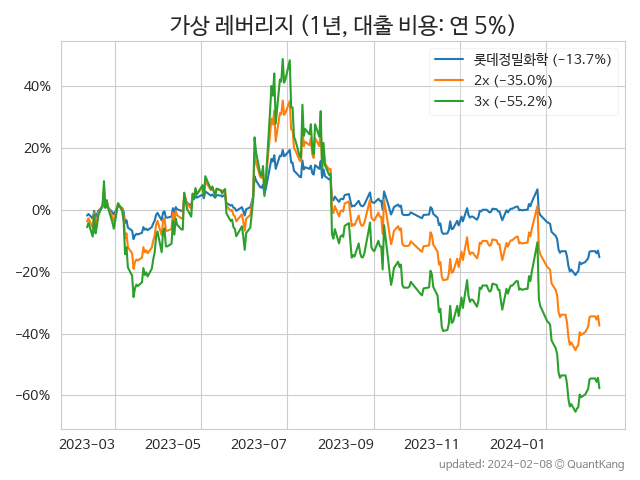 가상 레버리지 (1년, 대출 비용: 연 5%)
롯데정밀화학 (−13.7%)
2x (−35.0%)
3x (−55.2%)
40%
20%
0%
−20%
−40%
−60%
2023-03 2023-05 2023-07 2023-09 2023-11 2024-01
updated: 2024-02-08 © QuantKang